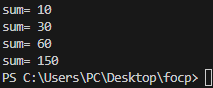 sum= 10
sum= 30
sum= 60
sum= 150
PS C:\Users\PC\Desktop\focp>